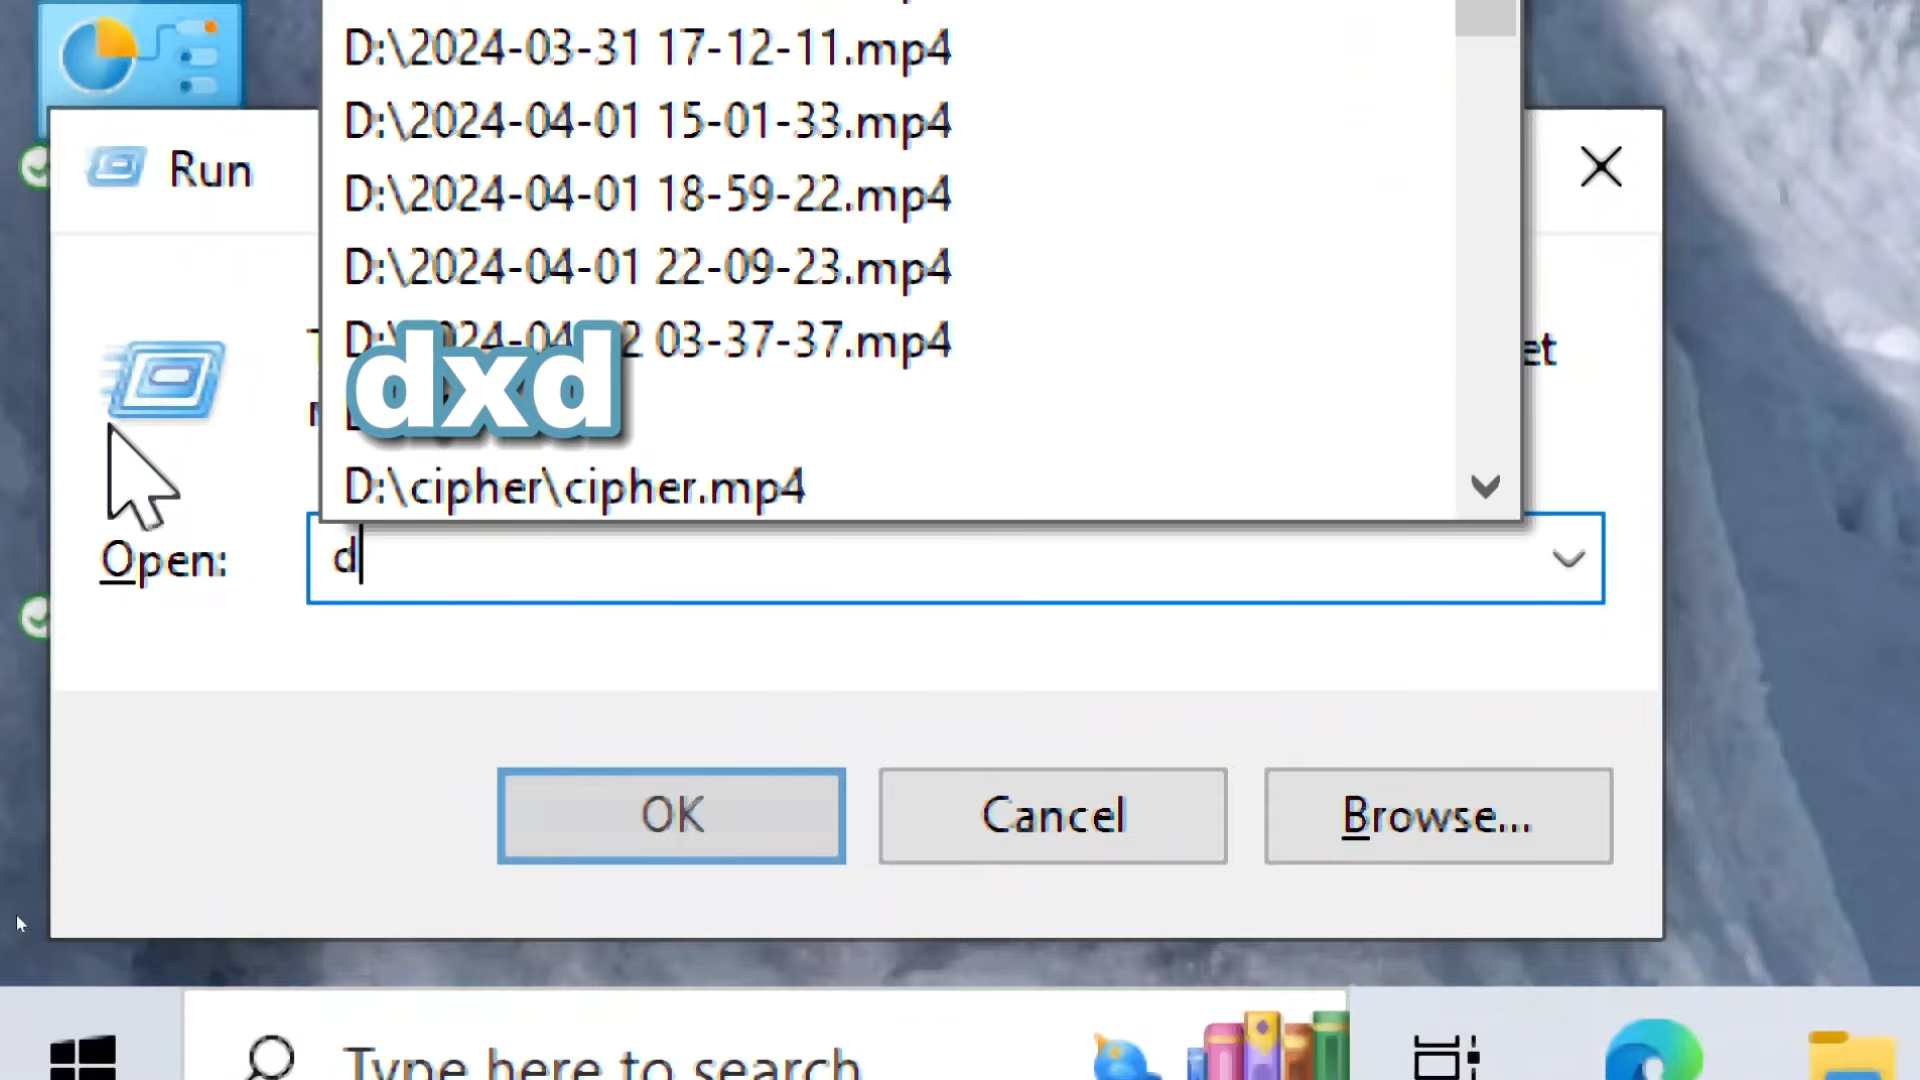 D:\2024-03-31 17-12-11.mp4
D:\2024-04-01 15-01-33.mp4
Run
D:\2024-04-01 18-59-22.mp4
D:\2024-04-01 22-09-23.mp4
03-37-37.mp4
dxd
D:\cipher\cipher.mp4
Open:
d
OK
Cancel
Browse...
Type here to search